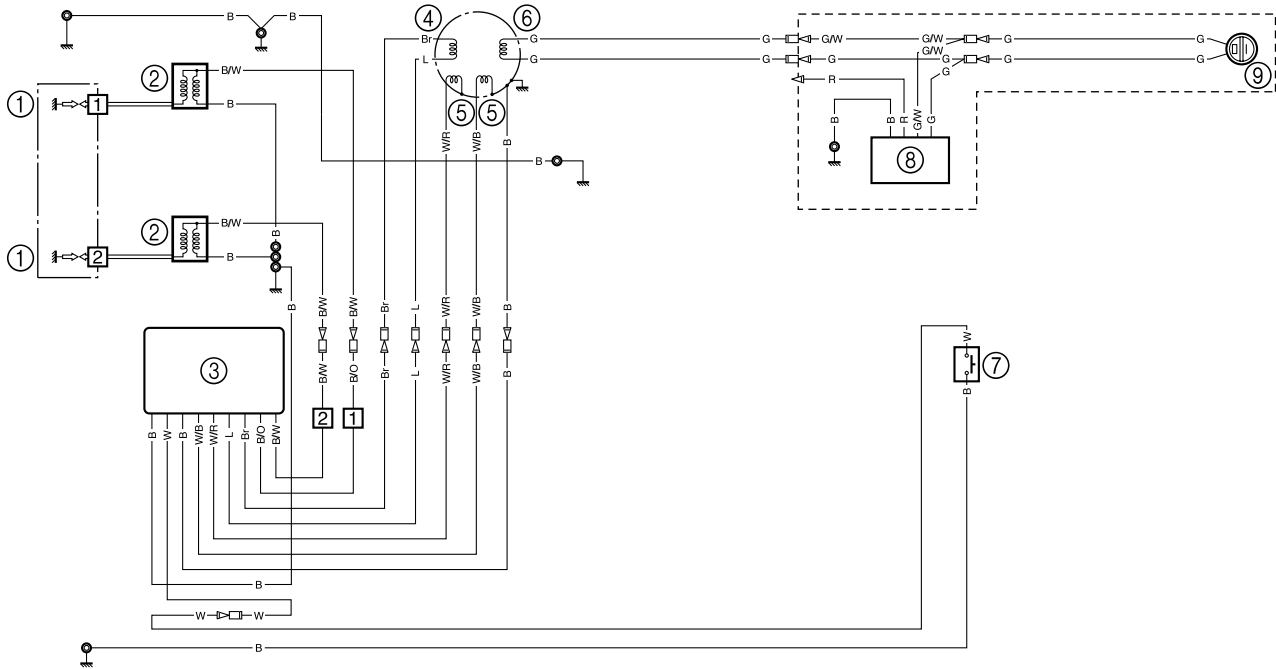 B B
4 6
Br G G G/W G/W G
G/W
L G G G G G
G
2 B/W
1 1 B
R
9
5 5
B B R G/W G
W/R W/B B
8
B
2 B/W
B
1 2 B
B B/W B/W Br L W/R W/B B
W
3 7
B/W B/O Br L W/R W/B B
B
2 1
B W B W/B W/R L Br B/O B/W
B
W W
B